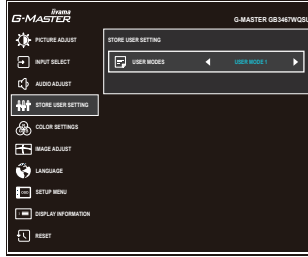 iiyama
G-MASTER
G-MASTER GB3467WQSU
PICTURE ADJUST
STORE USER SETTING
INPUT SELECT
USER MODES
USER MODE 1
AUDIO ADJUST
STORE USER SETTING
COLOR SETTINGS
IMAGE ADJUST
LANGUAGE
OSD
SETUP MENU
DISPLAY INFORMATION
RESET